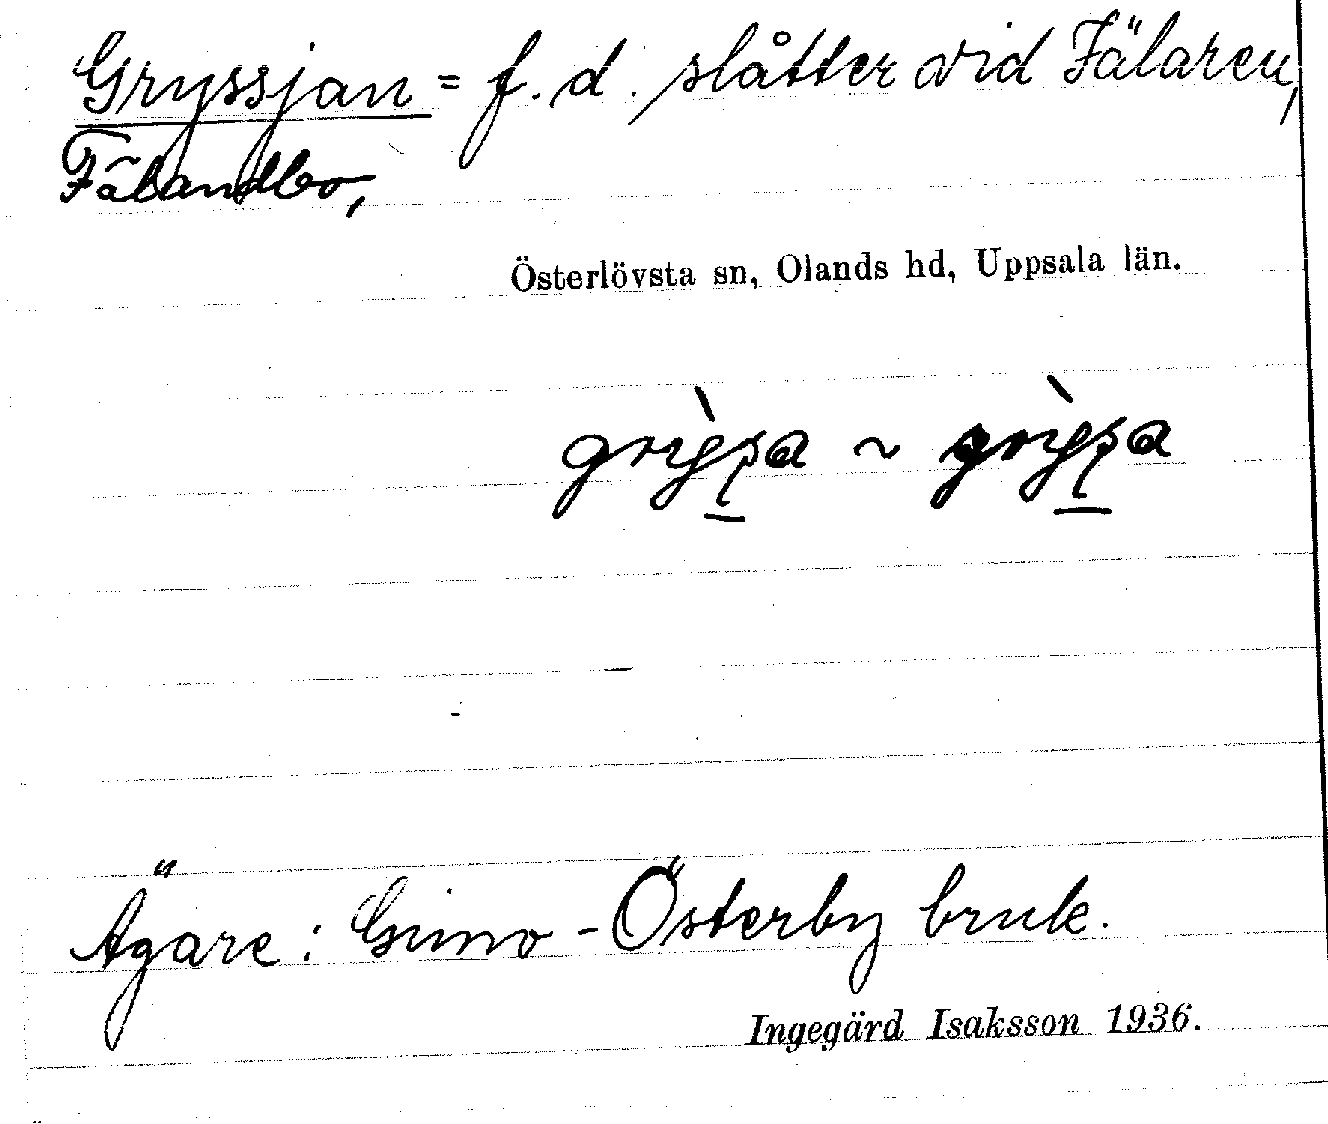 Gryssjan = f. d. slåtter vid Fälaren,
Fälandbo,
Österlövsta sn, Olands hd, Uppsala län.
Ägare: Gimo-Österby bruk.
Ingegärd Isaksson 1936.